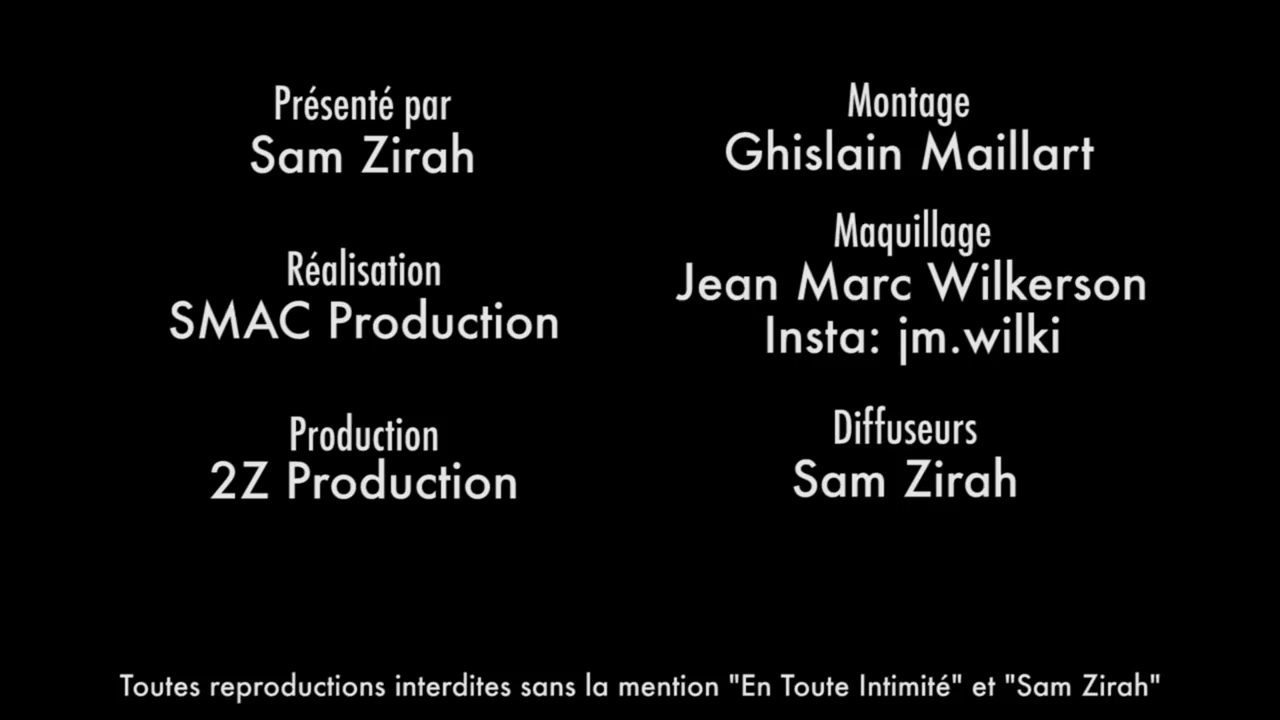 Présenté par
Sam Zirah
Réalisation
SMAC Production
Production
2Z Production
Montage
Ghislain Maillart
Maquillage
Jean Marc Wilkerson
Insta: jm.wilki
Diffuseurs
Sam Zirah
Toutes reproductions interdites sans la mention "En Toute Intimité" et "Sam Zirah"